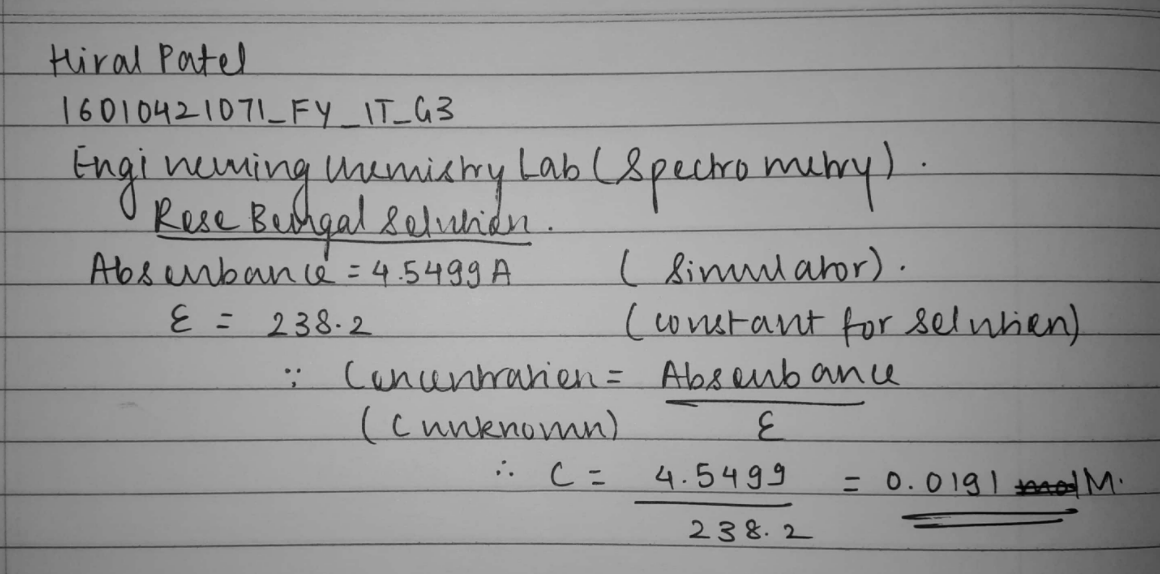 Hiral Patel
16010421071_FY_IT_G3
Engineering Chemistry Lab (Spectrometry).
Rose Bengal Solution.
Absorbance = 4.5499 A (Simulator).
ε = 238.2 (constant for solution)
∵ Concentration = Absorbance
(C unknown) ε
∴ C = 4.5499 = 0.0191 M.
238.2